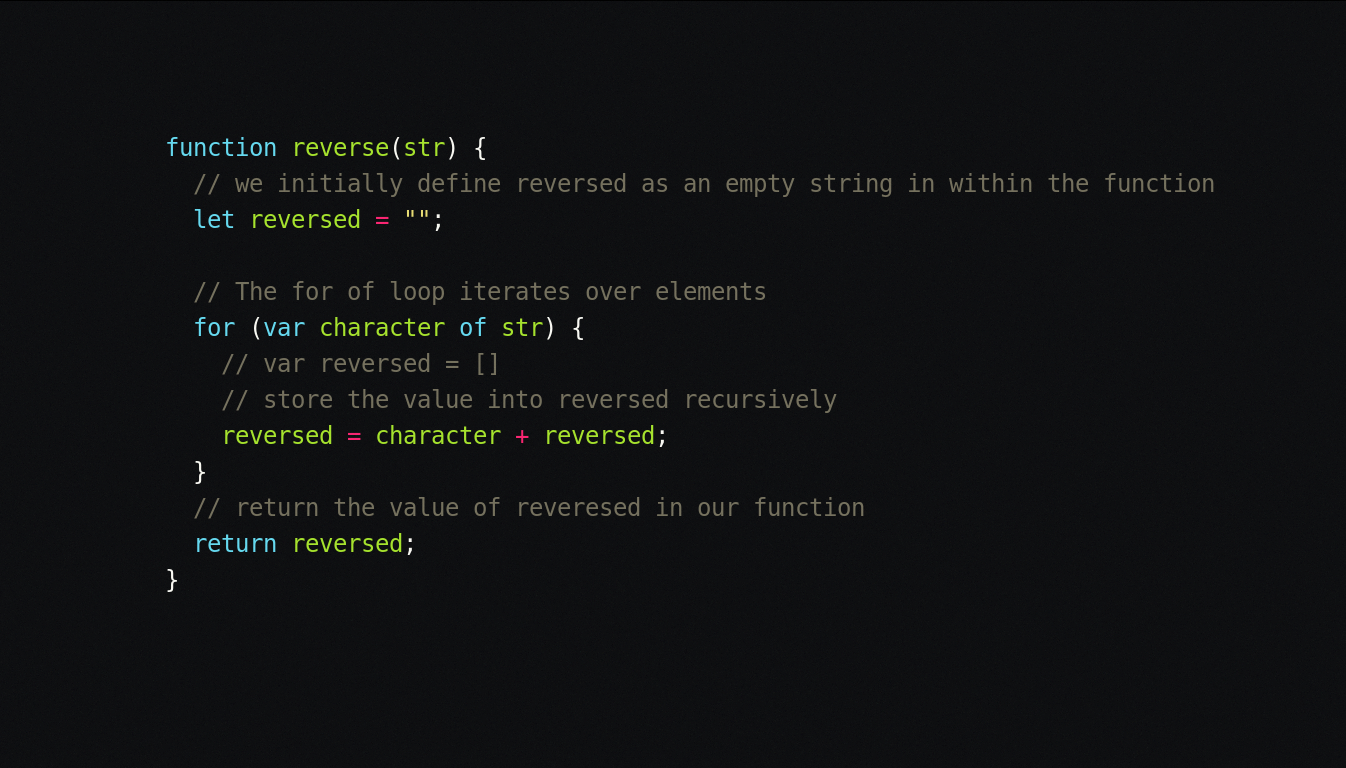 function reverse(str) {
  // we initially define reversed as an empty string in within the function
  let reversed = "";

  // The for of loop iterates over elements
  for (var character of str) {
    // var reversed = []
    // store the value into reversed recursively
    reversed = character + reversed;
  }
  // return the value of reveresed in our function
  return reversed;
}